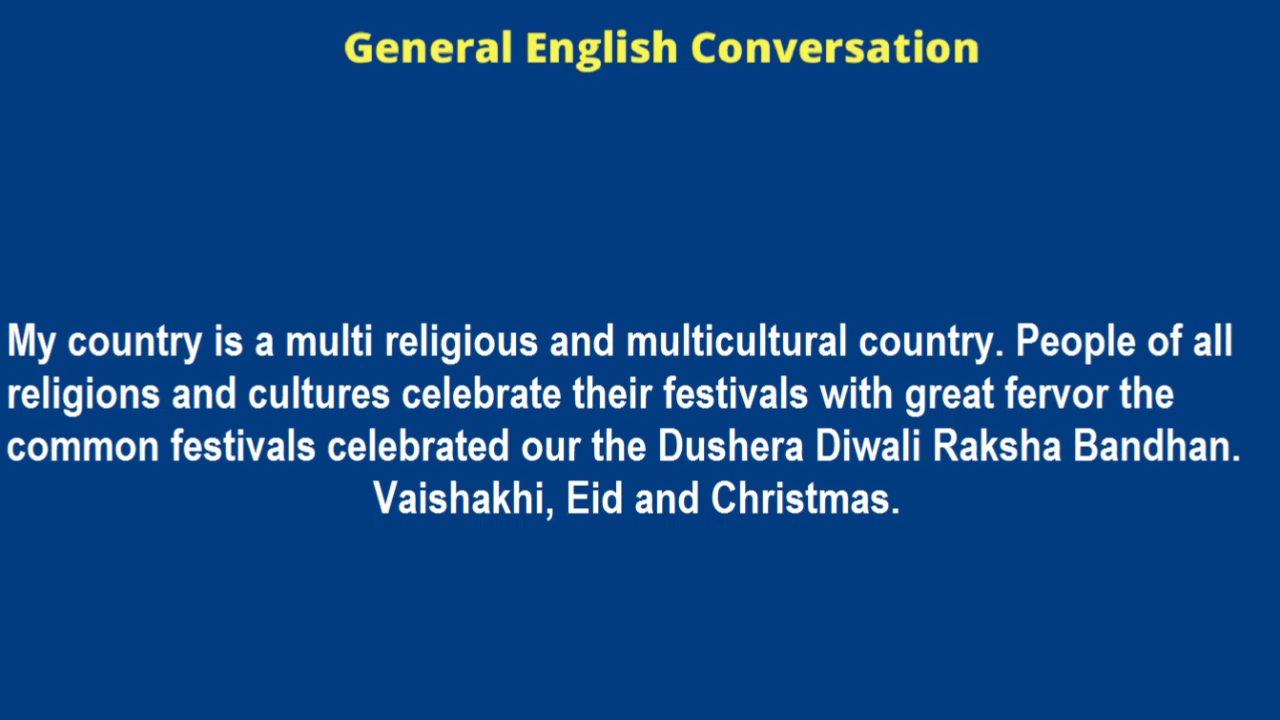 General English Conversation
My country is a multi religious and multicultural country. People of all
religions and cultures celebrate their festivals with great fervor the
common festivals celebrated our the Dushera Diwali Raksha Bandhan.
Vaishakhi, Eid and Christmas.